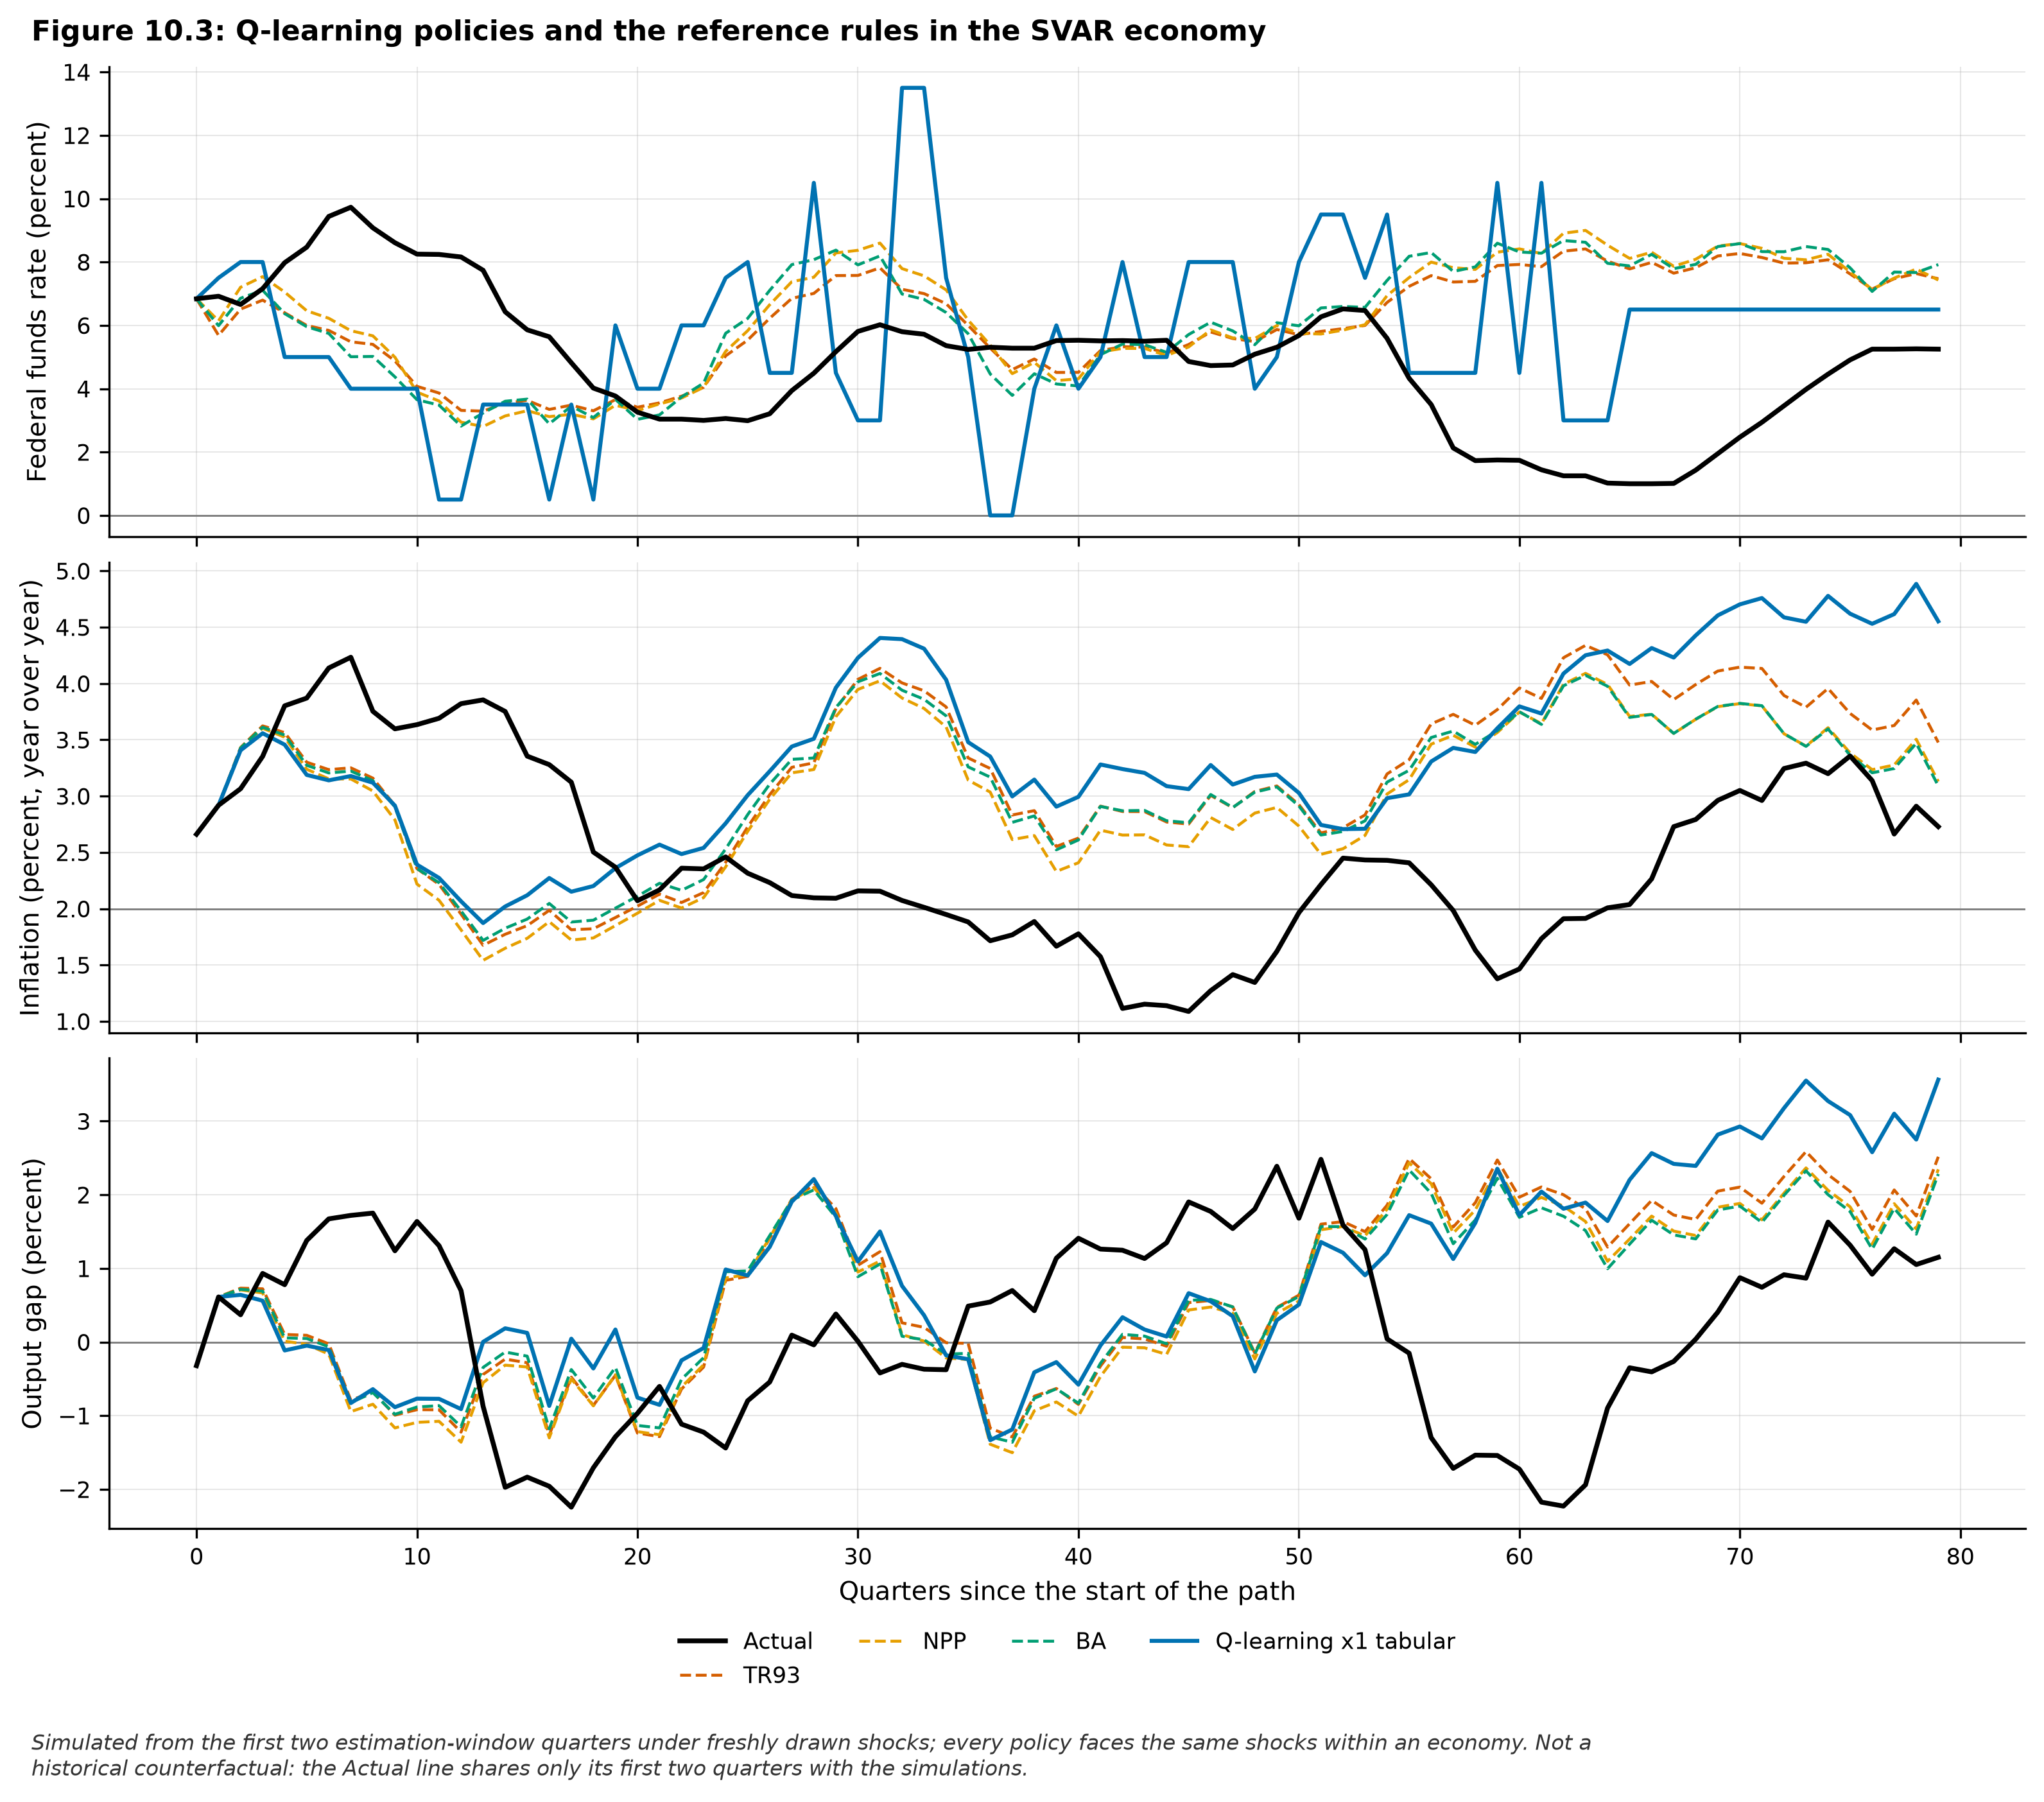 Figure 10.3: Q-learning policies and the reference rules in the SVAR economy
Federal funds rate (percent)
14
12
10
8
6
4
2
0
Inflation (percent, year over year)
5.0
4.5
4.0
3.5
3.0
2.5
2.0
1.5
1.0
Output gap (percent)
3
2
1
0
−1
−2
0 10 20 30 40 50 60 70 80
Quarters since the start of the path
Actual NPP BA Q-learning x1 tabular
TR93
Simulated from the first two estimation-window quarters under freshly drawn shocks; every policy faces the same shocks within an economy. Not a
historical counterfactual: the Actual line shares only its first two quarters with the simulations.